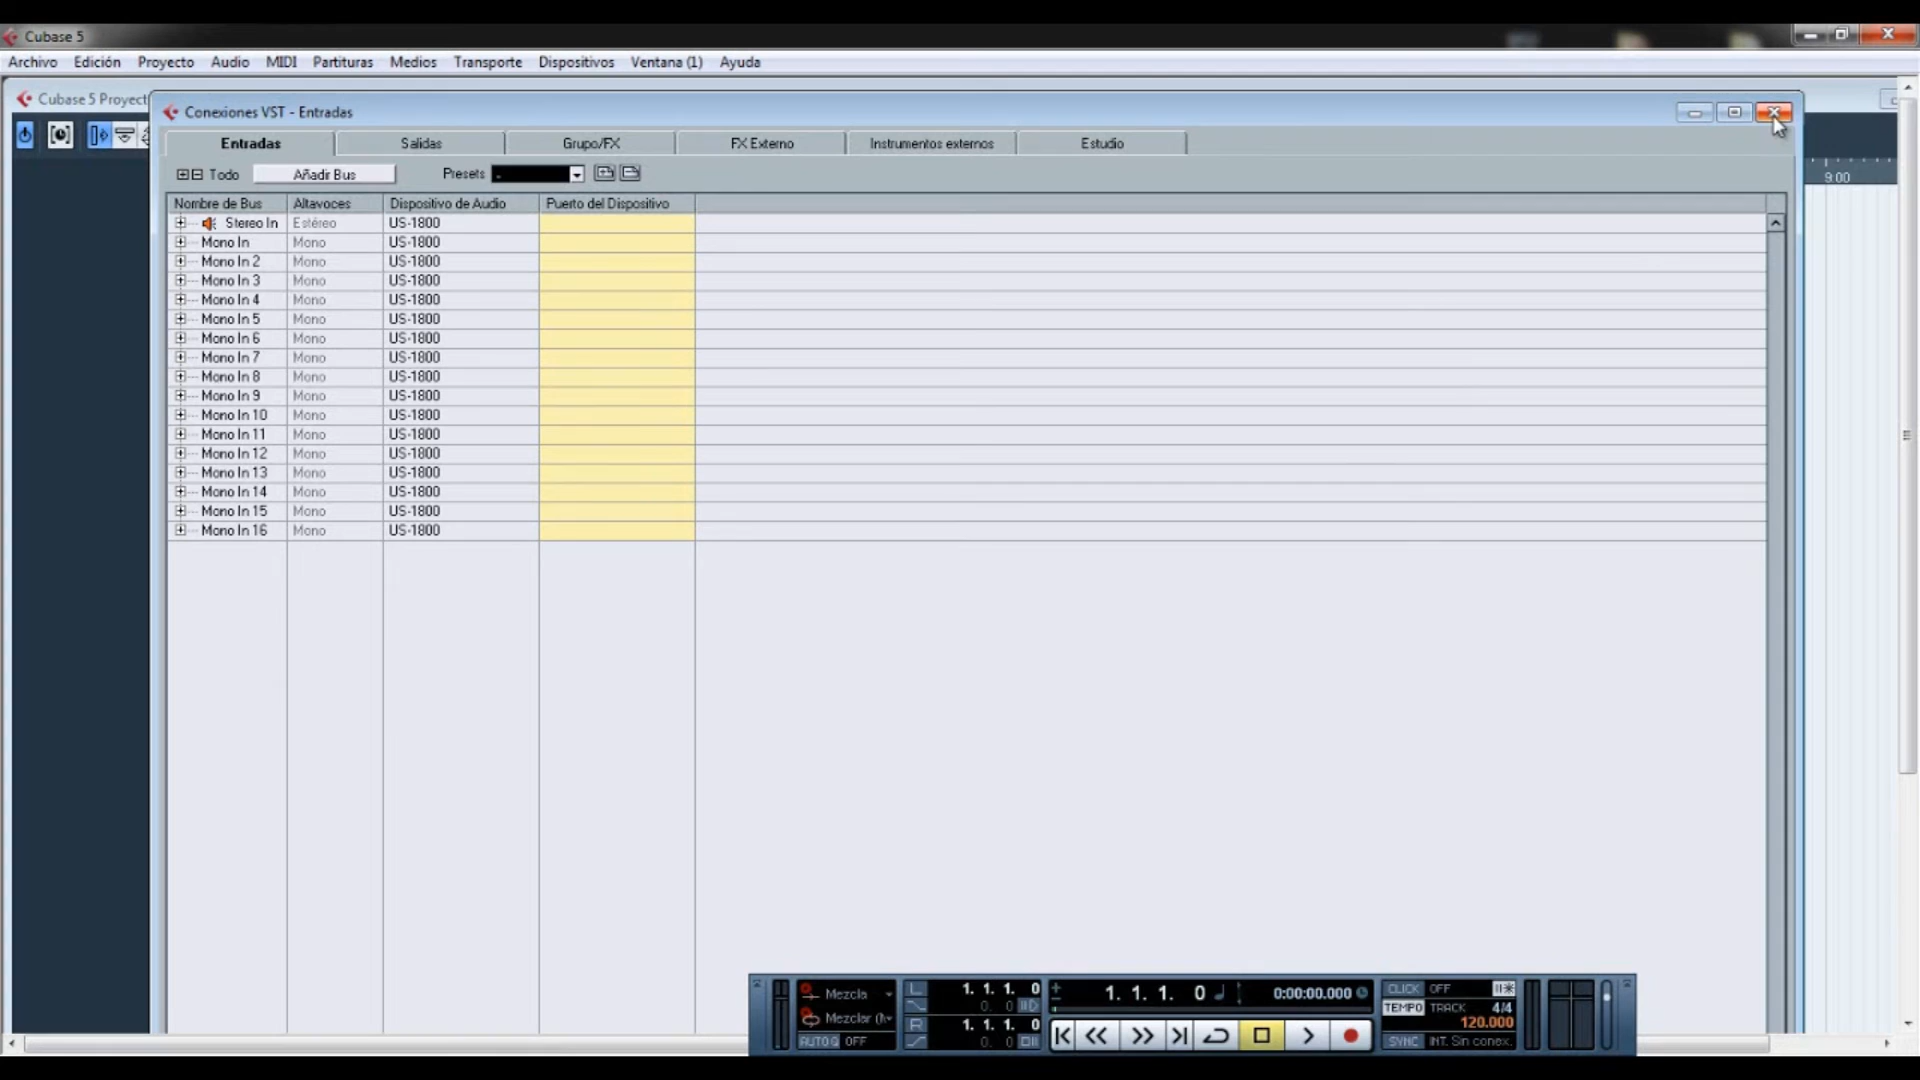 Cubase 5
Archivo Edición Proyecto Audio MIDI Partituras Medios Transporte Dispositivos Ventana (1) Ayuda
Cubase 5 Proyect
Conexiones VST - Entradas
Entradas Salidas Grupo/FX FX Externo Instrumentos externos Estudio
Todo Añadir Bus Presets -
9:00
Nombre de Bus Altavoces Dispositivo de Audio Puerto del Dispositivo
Stereo In Estéreo US-1800
Mono In Mono US-1800
Mono In 2 Mono US-1800
Mono In 3 Mono US-1800
Mono In 4 Mono US-1800
Mono In 5 Mono US-1800
Mono In 6 Mono US-1800
Mono In 7 Mono US-1800
Mono In 8 Mono US-1800
Mono In 9 Mono US-1800
Mono In 10 Mono US-1800
Mono In 11 Mono US-1800
Mono In 12 Mono US-1800
Mono In 13 Mono US-1800
Mono In 14 Mono US-1800
Mono In 15 Mono US-1800
Mono In 16 Mono US-1800
Mezcla L 1. 1. 1. 0 1. 1. 1. 0 0:00:00.000 CLICK OFF
0. 0 TEMPO TRACK 4/4
Mezclar (M R 1. 1. 1. 0 120.000
AUTO Q OFF 0. 0 SYNC INT. Sin conex.